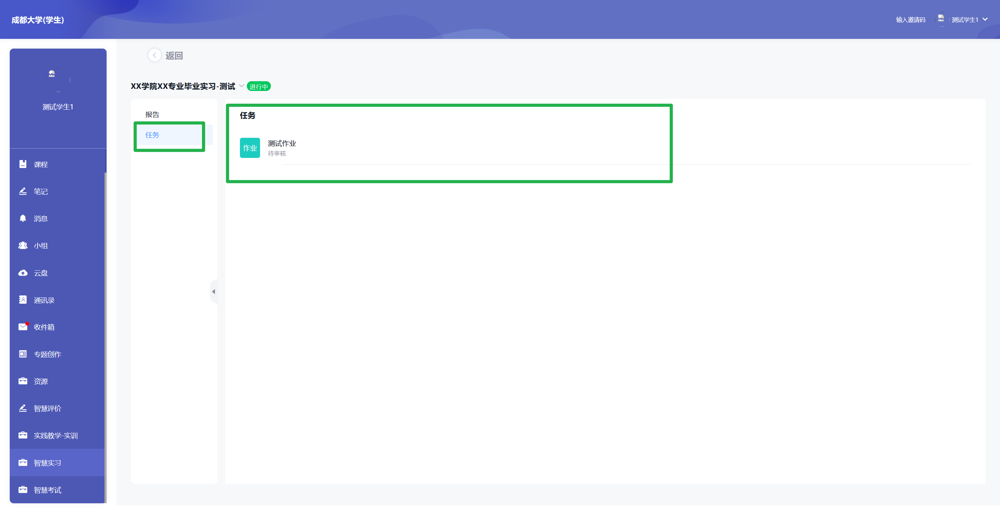 成都大学(学生)
输入邀请码
测试学生1
返回
测试学生1
XX学院XX专业毕业实习-测试
进行中
报告
任务
任务
作业
测试作业
待审核
课程
笔记
消息
小组
云盘
通讯录
收件箱
专题创作
资源
智慧评价
实践教学-实训
智慧实习
智慧考试